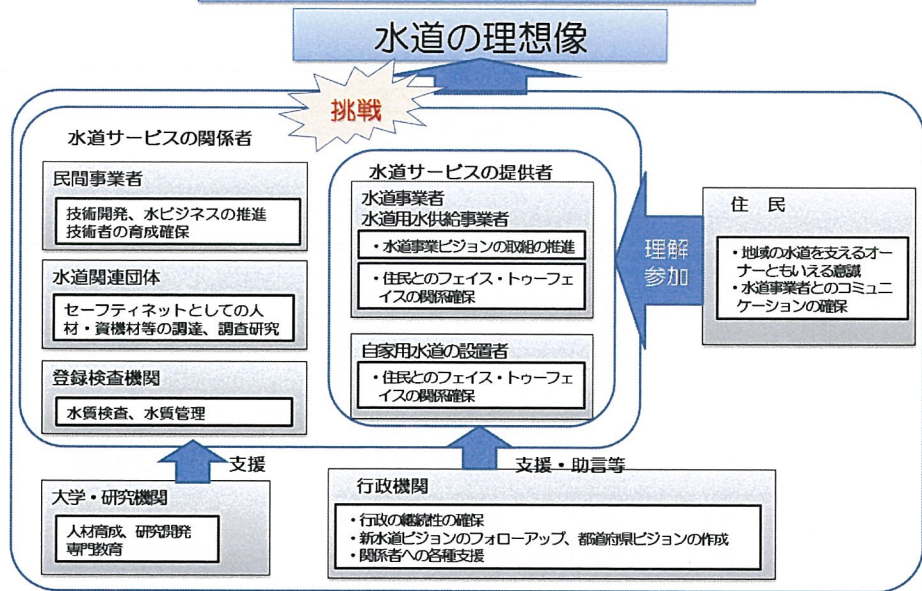 水道の理想像
挑戦
水道サービスの関係者
民間事業者
技術開発、水ビジネスの推進
技術者の育成確保
水道関連団体
セーフティネットとしての人
材・資機材等の調達、調査研究
登録検査機関
水質検査、水質管理
水道サービスの提供者
水道事業者
水道用水供給事業者
・水道事業ビジョンの取組の推進
・住民とのフェイス・トゥーフェ
イスの関係確保
自家用水道の設置者
・住民とのフェイス・トゥーフェ
イスの関係確保
理解
参加
住 民
・地域の水道を支えるオー
ナーともいえる意識
・水道事業者とのコミュニ
ケーションの確保
支援
大学・研究機関
人材育成、研究開発
専門教育
支援・助言等
行政機関
・行政の継続性の確保
・新水道ビジョンのフォローアップ、都道府県ビジョンの作成
・関係者への各種支援